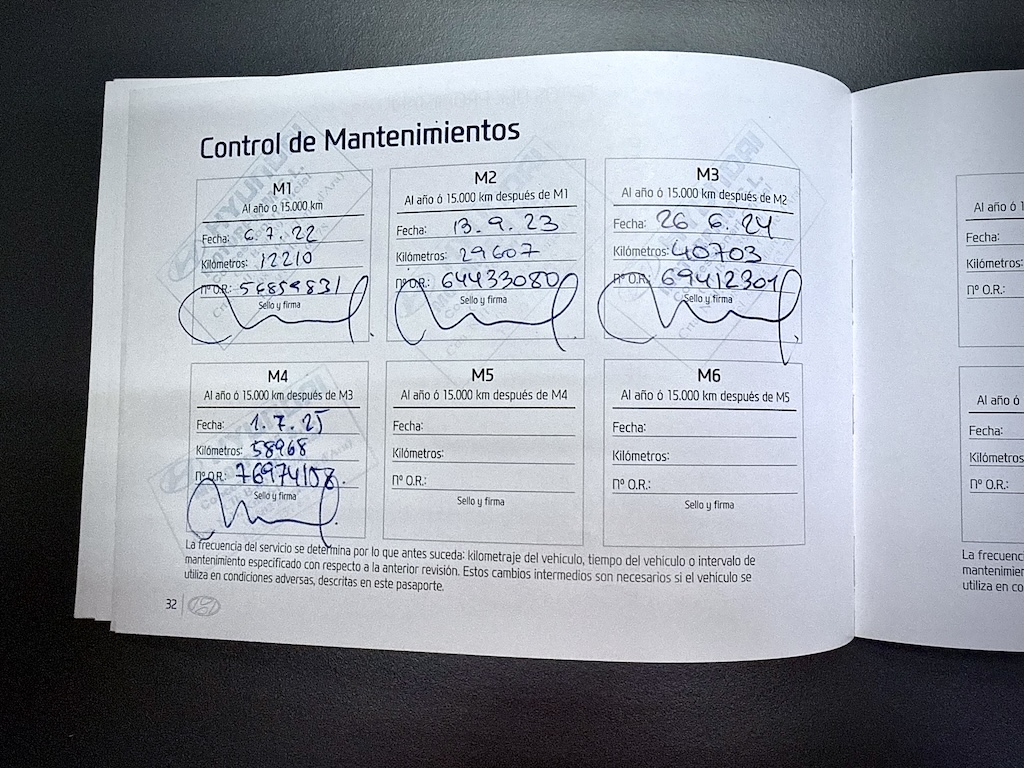 Control de Mantenimientos
M1
Al año ó 15.000 km
Fecha: 6.7.22
Kilómetros: 12210
nº O.R.: 56859831
Sello y firma
M2
Al año ó 15.000 km después de M1
Fecha: 13.9.23
Kilómetros: 29607
nº O.R.: 64433080
Sello y firma
M3
Al año ó 15.000 km después de M2
Fecha: 26 6.24
Kilómetros: 40703
nº O.R.: 69412301
Sello y firma
M4
Al año ó 15.000 km después de M3
Fecha: 1.7.25
Kilómetros: 58968
nº O.R.: 76974108.
Sello y firma
M5
Al año ó 15.000 km después de M4
Fecha:
Kilómetros:
nº O.R.:
Sello y firma
M6
Al año ó 15.000 km después de M5
Fecha:
Kilómetros:
nº O.R.:
Sello y firma
La frecuencia del servicio se determina por lo que antes suceda: kilometraje del vehículo, tiempo del vehículo o intervalo de
mantenimiento especificado con respecto a la anterior revisión. Estos cambios intermedios son necesarios si el vehículo se
utiliza en condiciones adversas, descritas en este pasaporte.
32
Al año ó 1
Fecha:
Kilómetros:
nº O.R.:
Al año ó
Fecha:
Kilómetros
nº O.R.:
La frecuenc
mantenimier
utiliza en co